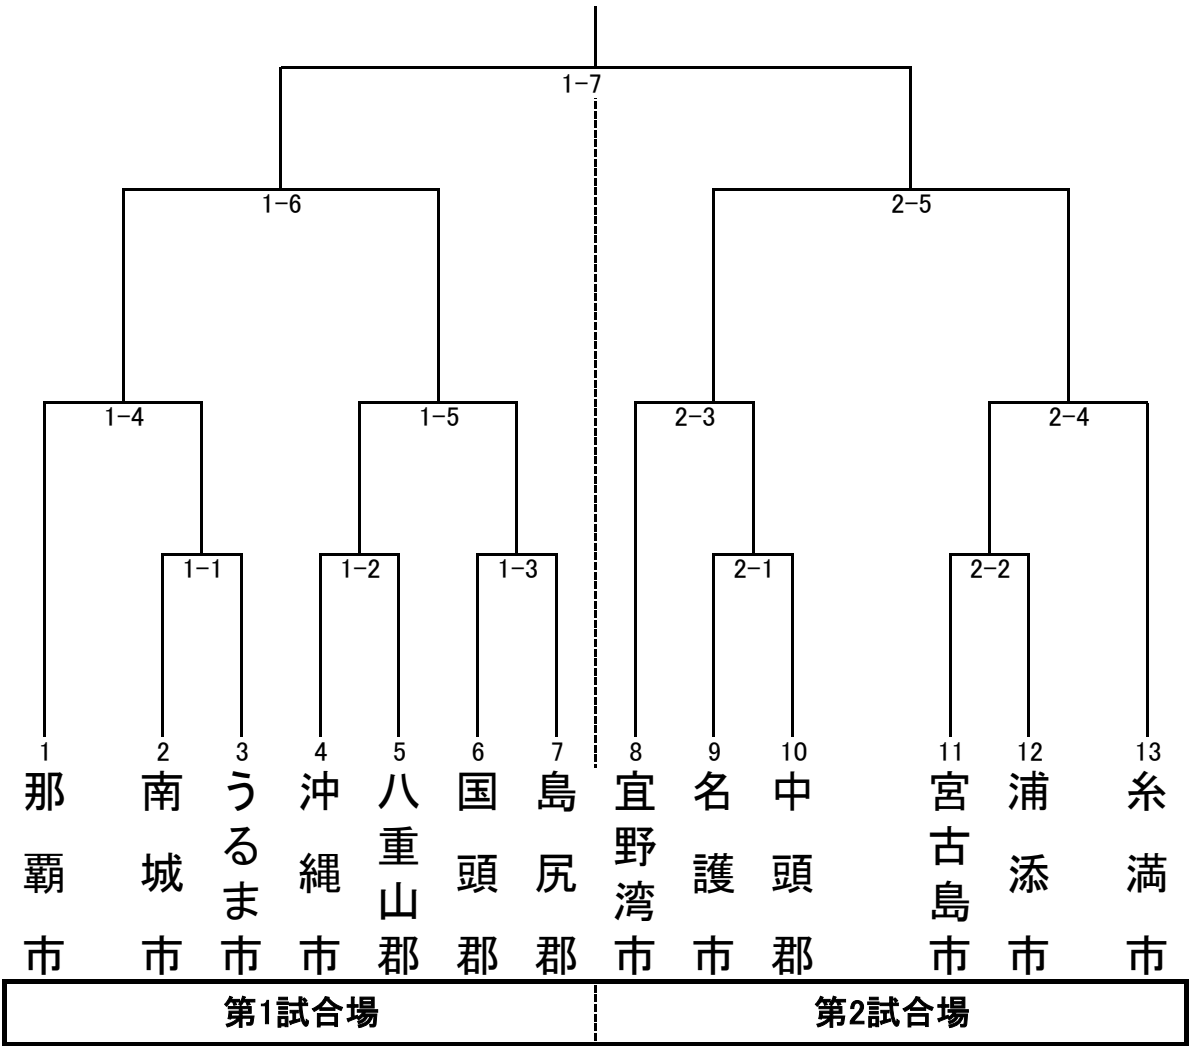 1-7
1-6
2-5
1-4
1-5
2-3
2-4
1-1
1-2
1-3
2-1
2-2
1
2
3
4
5
6
7
8
9
10
11
12
13
那覇市
南城市
うるま市
沖縄市
八重山郡
国頭郡
島尻郡
宜野湾市
名護市
中頭郡
宮古島市
浦添市
糸満市
第1試合場
第2試合場